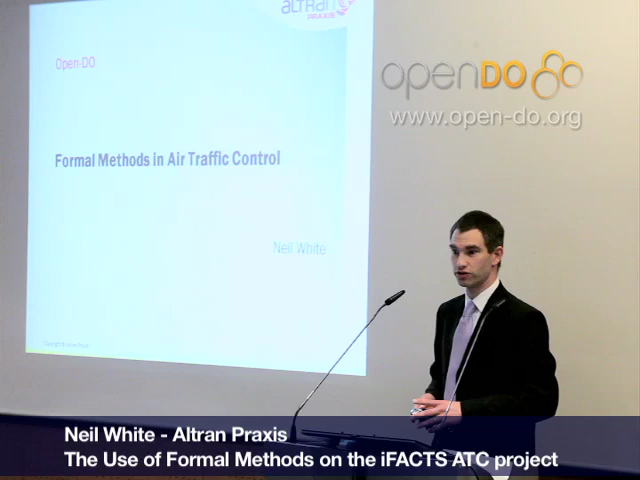 altran
PRAXIS
Open-DO
Formal Methods in Air Traffic Control
Neil White
openDO
www.open-do.org
Neil White - Altran Praxis
The Use of Formal Methods on the iFACTS ATC project